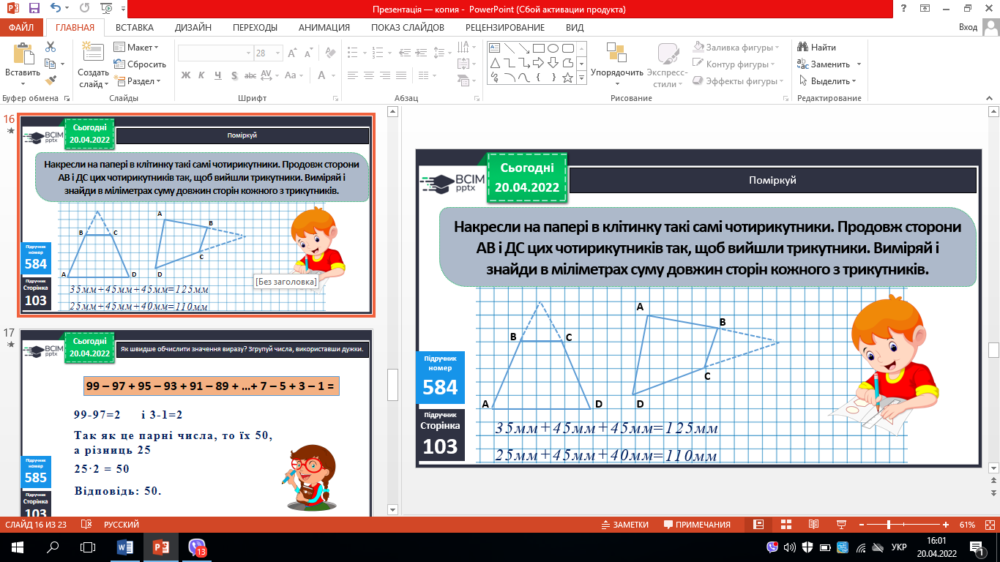 Презентація — копия - PowerPoint (Сбой активации продукта)
ФАЙЛ ГЛАВНАЯ ВСТАВКА ДИЗАЙН ПЕРЕХОДЫ АНИМАЦИЯ ПОКАЗ СЛАЙДОВ РЕЦЕНЗИРОВАНИЕ ВИД Вход
Вставить
Буфер обмена
Создать слайд
Макет
Сбросить
Раздел
Слайды
28
Ж К Ч S abc AV Aa А
Шрифт
Абзац
Упорядочить
Экспресс-стили
Заливка фигуры
Контур фигуры
Эффекты фигуры
Рисование
Найти
Заменить
Выделить
Редактирование
16
BCIM pptx
Сьогодні
20.04.2022
Поміркуй
Накресли на папері в клітинку такі самі чотирикутники. Продовж сторони
АВ і ДС цих чотирикутників так, щоб вийшли трикутники. Виміряй і
знайди в міліметрах суму довжин сторін кожного з трикутників.
A B C D
A B C D
Підручник
номер
584
Підручник
Сторінка
103
35мм+45мм+45мм=125мм
25мм+45мм+40мм=110мм
[Без заголовка]
17
BCIM pptx
Сьогодні
20.04.2022
Як швидше обчислити значення виразу? Згрупуй числа, використавши дужки.
99 – 97 + 95 – 93 + 91 – 89 + …+ 7 – 5 + 3 – 1 =
99-97=2 і 3-1=2
Так як це парні числа, то їх 50,
а різниць 25
25·2 = 50
Відповідь: 50.
Підручник
номер
585
Підручник
Сторінка
103
BCIM pptx
Сьогодні
20.04.2022
Поміркуй
Накресли на папері в клітинку такі самі чотирикутники. Продовж сторони
АВ і ДС цих чотирикутників так, щоб вийшли трикутники. Виміряй і
знайди в міліметрах суму довжин сторін кожного з трикутників.
A B C D
A B C D
Підручник
номер
584
Підручник
Сторінка
103
35мм+45мм+45мм=125мм
25мм+45мм+40мм=110мм
СЛАЙД 16 ИЗ 23 РУССКИЙ ЗАМЕТКИ ПРИМЕЧАНИЯ 61%
13
УКР
16:01
20.04.2022
1